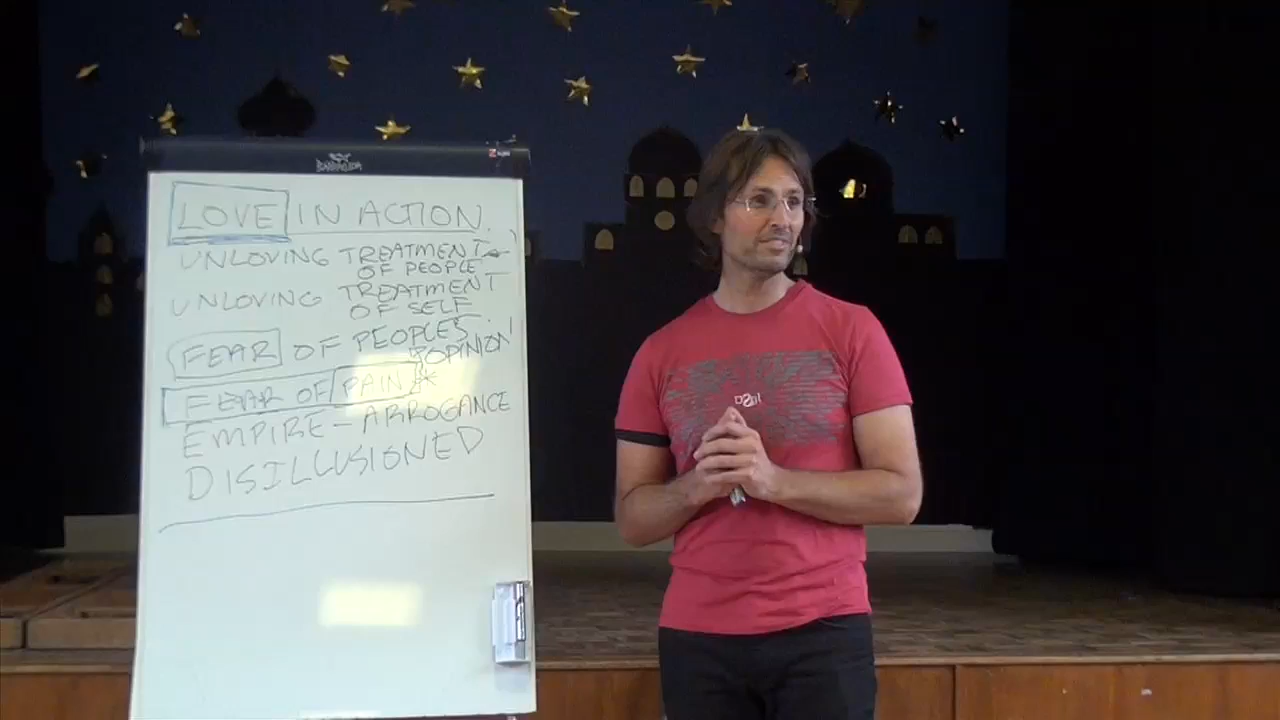 LOVE IN ACTION.
UNLOVING TREATMENT
OF PEOPLE
UNLOVING TREATMENT
OF SELF
FEAR OF PEOPLES
OPINION
FEAR OF PAIN *
EMPIRE - ARROGANCE
DISILLUSIONED